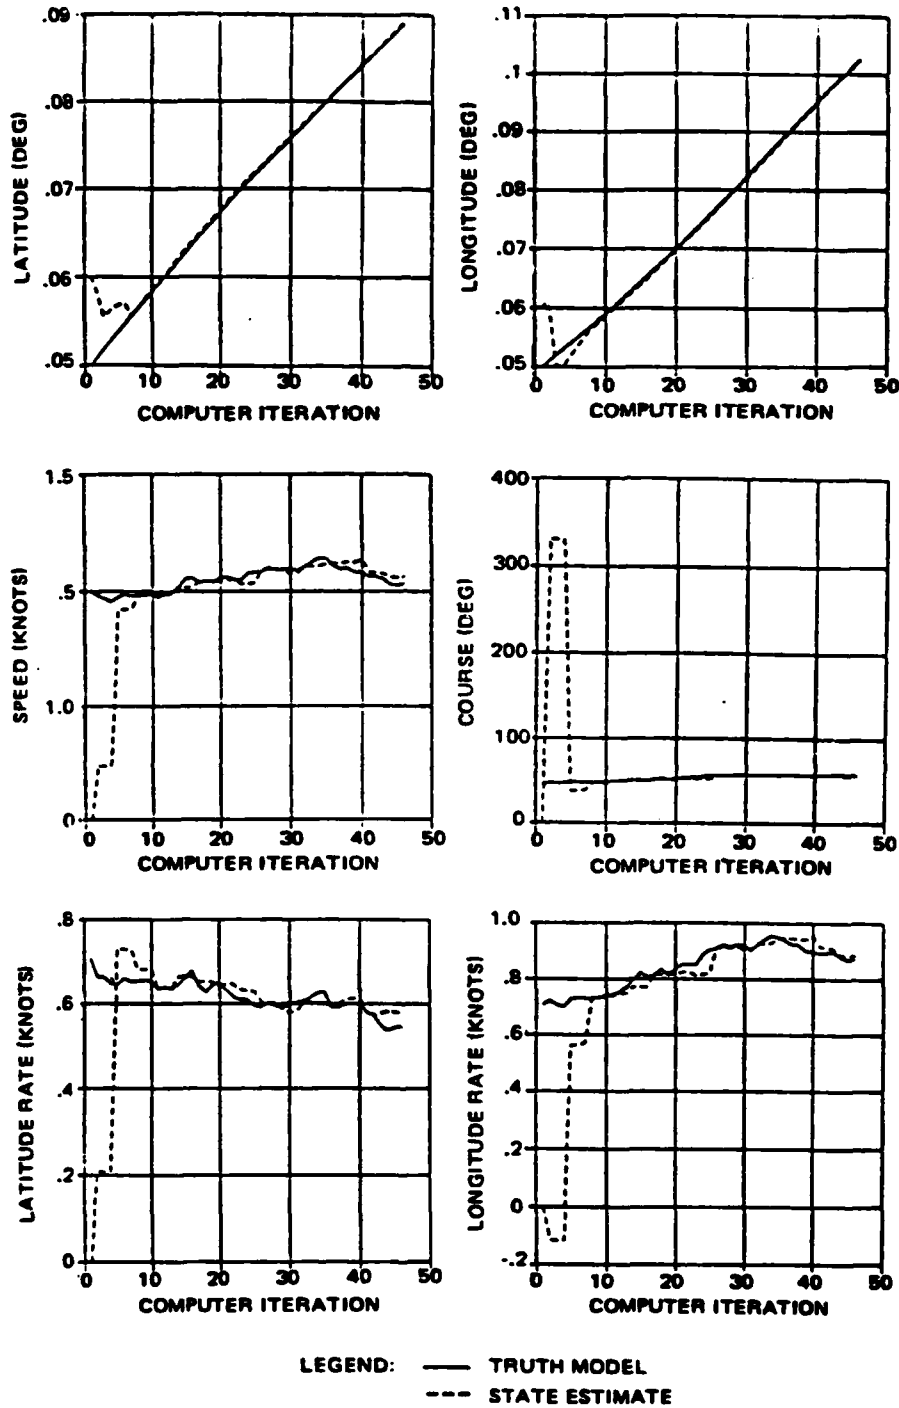 .09
.08
.07
.06
.05
LATITUDE (DEG)
0 10 20 30 40 50
COMPUTER ITERATION
.11
.1
.09
.08
.07
.06
.05
LONGITUDE (DEG)
0 10 20 30 40 50
COMPUTER ITERATION
1.5
.5
1.0
0
SPEED (KNOTS)
0 10 20 30 40 50
COMPUTER ITERATION
400
300
200
100
0
COURSE (DEG)
0 10 20 30 40 50
COMPUTER ITERATION
.8
.6
.4
.2
0
LATITUDE RATE (KNOTS)
0 10 20 30 40 50
COMPUTER ITERATION
1.0
.8
.6
.4
.2
0
-.2
LONGITUDE RATE (KNOTS)
0 10 20 30 40 50
COMPUTER ITERATION
LEGEND: TRUTH MODEL
STATE ESTIMATE